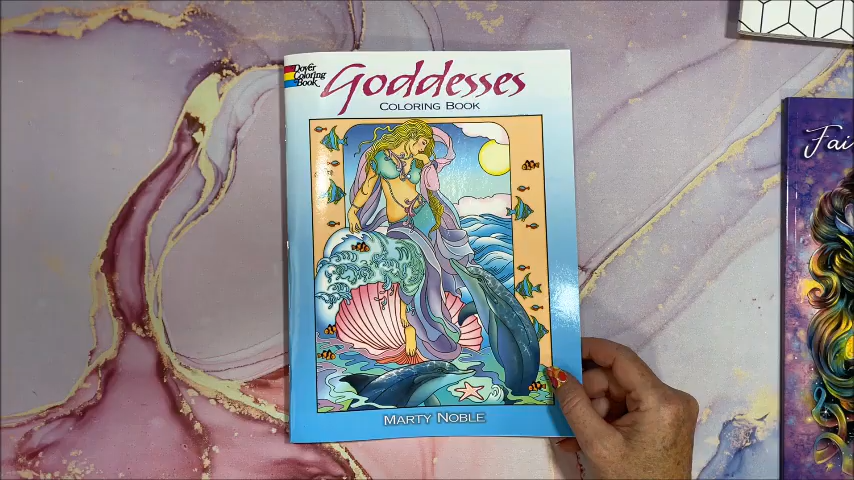 Dover
Coloring
Book
Goddesses
COLORING BOOK
MARTY NOBLE
Fai